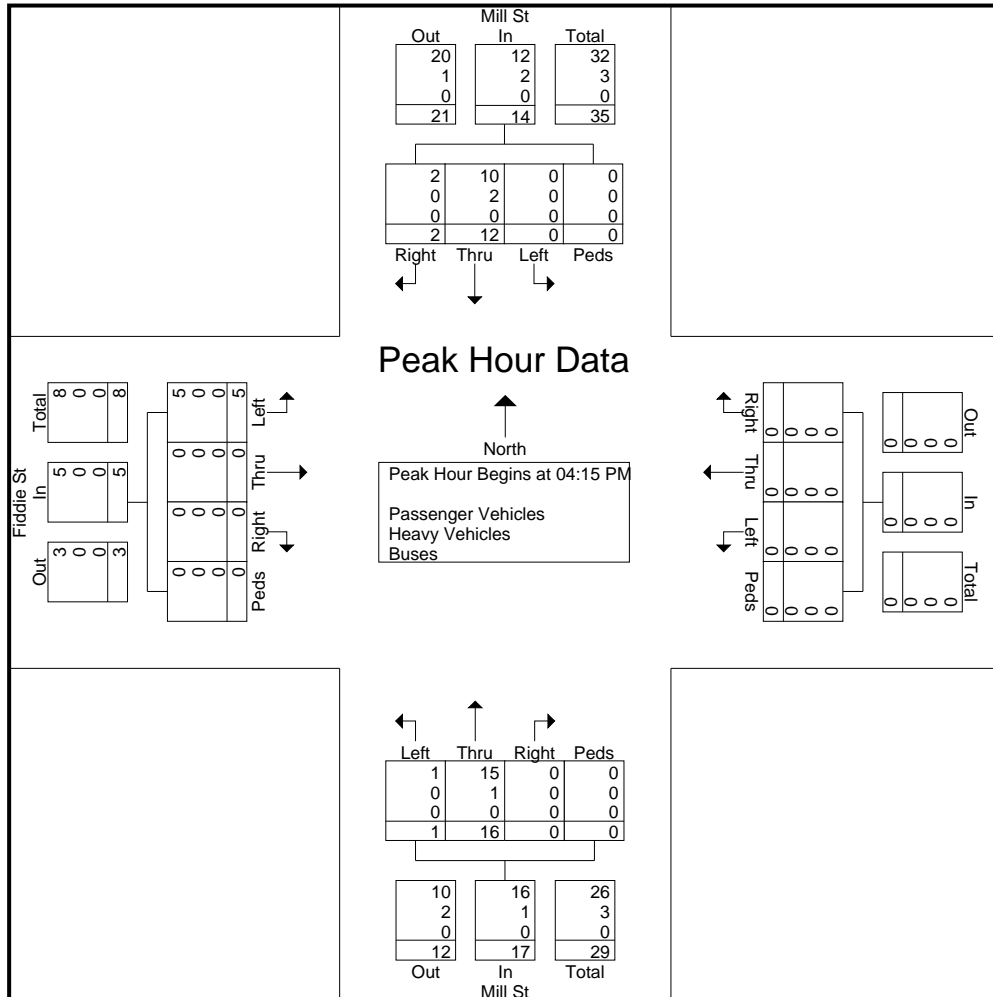 Mill St
Out In Total
20 12 32
1 2 3
0 0 0
21 14 35
2 10 0 0
0 2 0 0
0 0 0 0
2 12 0 0
Right Thru Left Peds
Peak Hour Data
North
Peak Hour Begins at 04:15 PM
Passenger Vehicles
Heavy Vehicles
Buses
Fiddie St
Out In Total
3 5 8
0 0 0
0 0 0
3 5 8
Left
5 0 0 5
Thru
0 0 0 0
Right
0 0 0 0
Peds
0 0 0 0
Right
0 0 0 0
Thru
0 0 0 0
Left
0 0 0 0
Peds
0 0 0 0
Out
0 0 0 0
In
0 0 0 0
Total
0 0 0 0
Left Thru Right Peds
1 15 0 0
0 1 0 0
0 0 0 0
1 16 0 0
10 16 26
2 1 3
0 0 0
12 17 29
Out In Total
Mill St